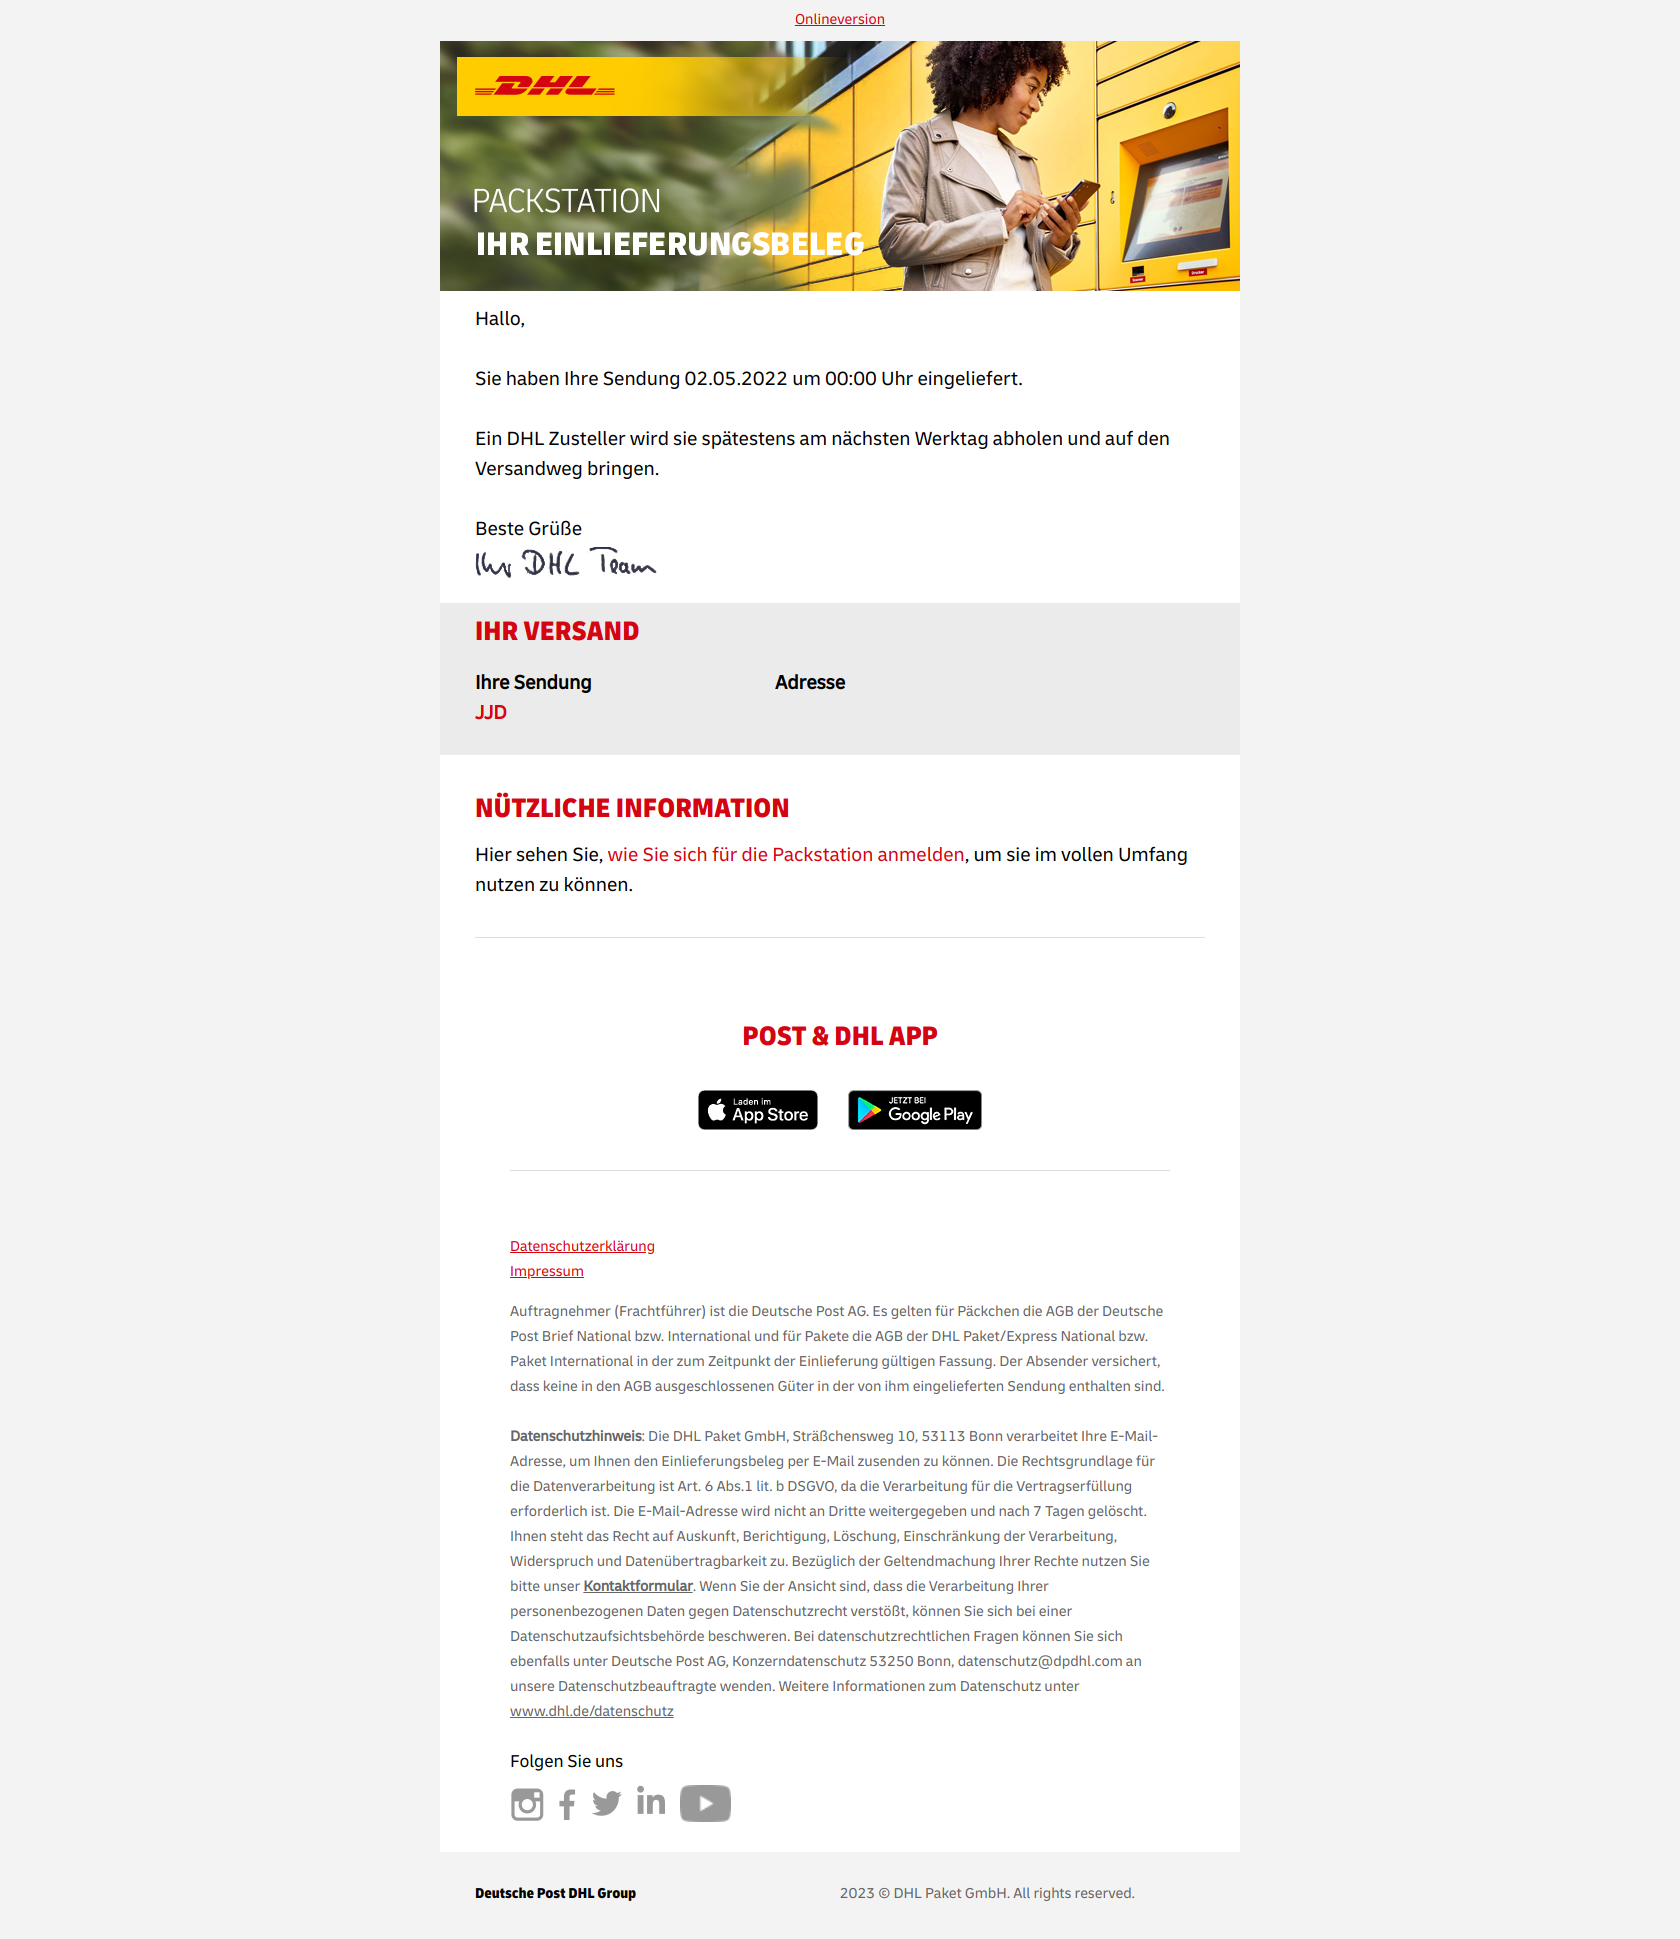 Onlineversion
DHL
PACKSTATION
IHR EINLIEFERUNGSBELEG
Hallo,
Sie haben Ihre Sendung 02.05.2022 um 00:00 Uhr eingeliefert.
Ein DHL Zusteller wird sie spätestens am nächsten Werktag abholen und auf den
Versandweg bringen.
Beste Grüße
Ihr DHL Team
IHR VERSAND
Ihre Sendung Adresse
JJD
NÜTZLICHE INFORMATION
Hier sehen Sie, wie Sie sich für die Packstation anmelden, um sie im vollen Umfang
nutzen zu können.
POST & DHL APP
Laden im
App Store
JETZT BEI
Google Play
Datenschutzerklärung
Impressum
Auftragnehmer (Frachtführer) ist die Deutsche Post AG. Es gelten für Päckchen die AGB der Deutsche
Post Brief National bzw. International und für Pakete die AGB der DHL Paket/Express National bzw.
Paket International in der zum Zeitpunkt der Einlieferung gültigen Fassung. Der Absender versichert,
dass keine in den AGB ausgeschlossenen Güter in der von ihm eingelieferten Sendung enthalten sind.
Datenschutzhinweis: Die DHL Paket GmbH, Sträßchensweg 10, 53113 Bonn verarbeitet Ihre E-Mail-
Adresse, um Ihnen den Einlieferungsbeleg per E-Mail zusenden zu können. Die Rechtsgrundlage für
die Datenverarbeitung ist Art. 6 Abs.1 lit. b DSGVO, da die Verarbeitung für die Vertragserfüllung
erforderlich ist. Die E-Mail-Adresse wird nicht an Dritte weitergegeben und nach 7 Tagen gelöscht.
Ihnen steht das Recht auf Auskunft, Berichtigung, Löschung, Einschränkung der Verarbeitung,
Widerspruch und Datenübertragbarkeit zu. Bezüglich der Geltendmachung Ihrer Rechte nutzen Sie
bitte unser Kontaktformular. Wenn Sie der Ansicht sind, dass die Verarbeitung Ihrer
personenbezogenen Daten gegen Datenschutzrecht verstößt, können Sie sich bei einer
Datenschutzaufsichtsbehörde beschweren. Bei datenschutzrechtlichen Fragen können Sie sich
ebenfalls unter Deutsche Post AG, Konzerndatenschutz 53250 Bonn, datenschutz@dpdhl.com an
unsere Datenschutzbeauftragte wenden. Weitere Informationen zum Datenschutz unter
www.dhl.de/datenschutz
Folgen Sie uns
Deutsche Post DHL Group 2023 © DHL Paket GmbH. All rights reserved.